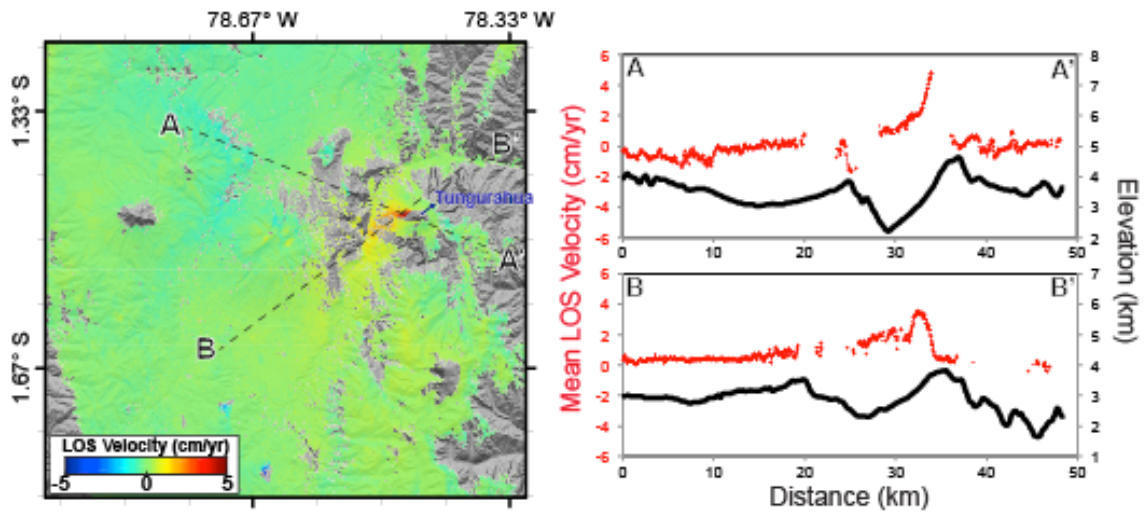 78.67° W
78.33° W
1.33° S
1.67° S
A
B
B'
Tungurahua
A'
LOS Velocity (cm/yr)
-5
0
5
Mean LOS Velocity (cm/yr)
Elevation (km)
A
A'
6
4
2
0
-2
-4
-6
8
7
6
5
4
3
2
0
10
20
30
40
50
B
B'
6
4
2
0
-2
-4
-6
7
6
5
4
3
2
1
0
10
20
30
40
50
Distance (km)